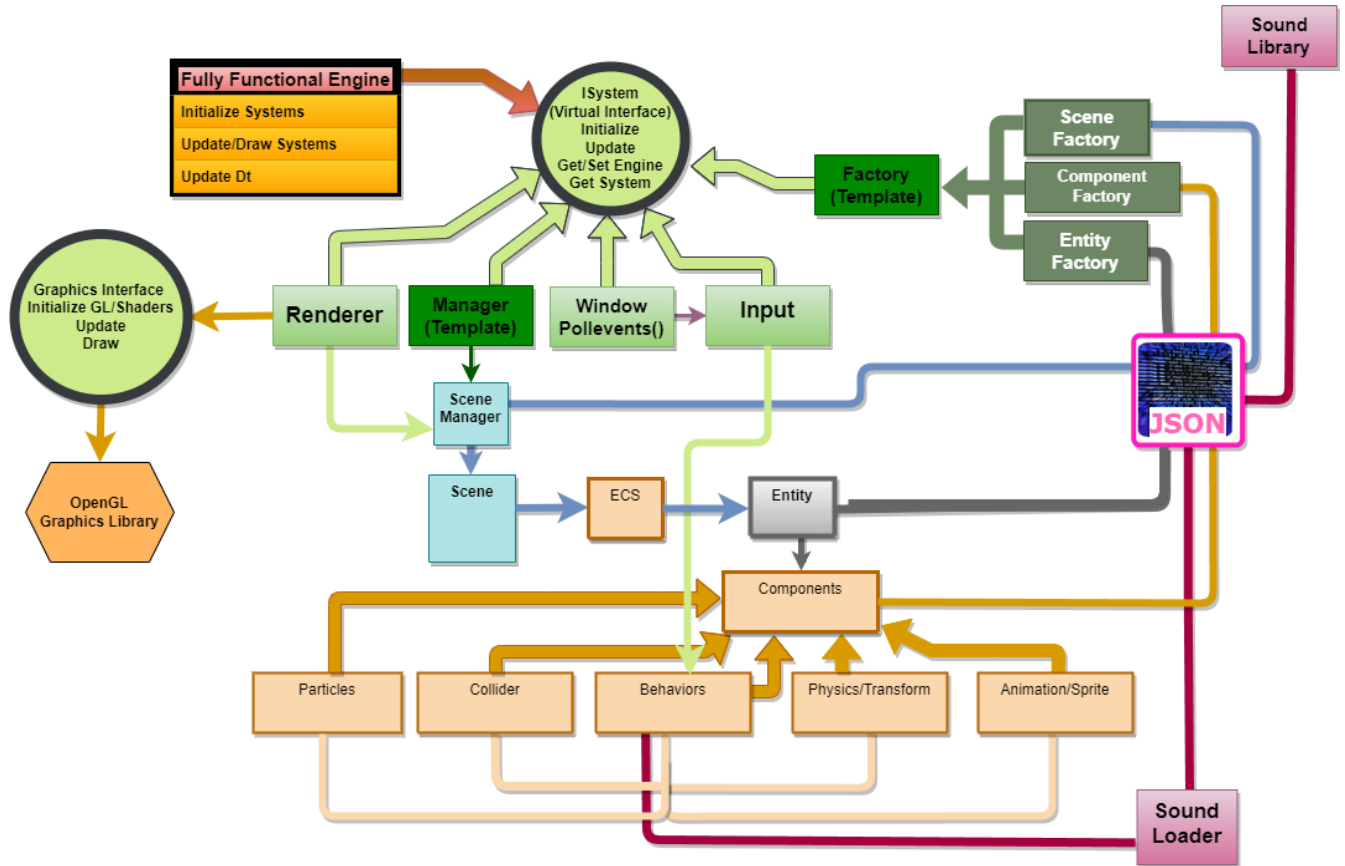 Sound
Library
Fully Functional Engine
Initialize Systems
Update/Draw Systems
Update Dt
ISystem
(Virtual Interface)
Initialize
Update
Get/Set Engine
Get System
Scene
Factory
Component
Factory
Entity
Factory
Factory
(Template)
Graphics Interface
Initialize GL/Shaders
Update
Draw
Renderer
Manager
(Template)
Window
Pollevents()
Input
Scene
Manager
JSON
OpenGL
Graphics Library
Scene
ECS
Entity
Components
Particles
Collider
Behaviors
Physics/Transform
Animation/Sprite
Sound
Loader